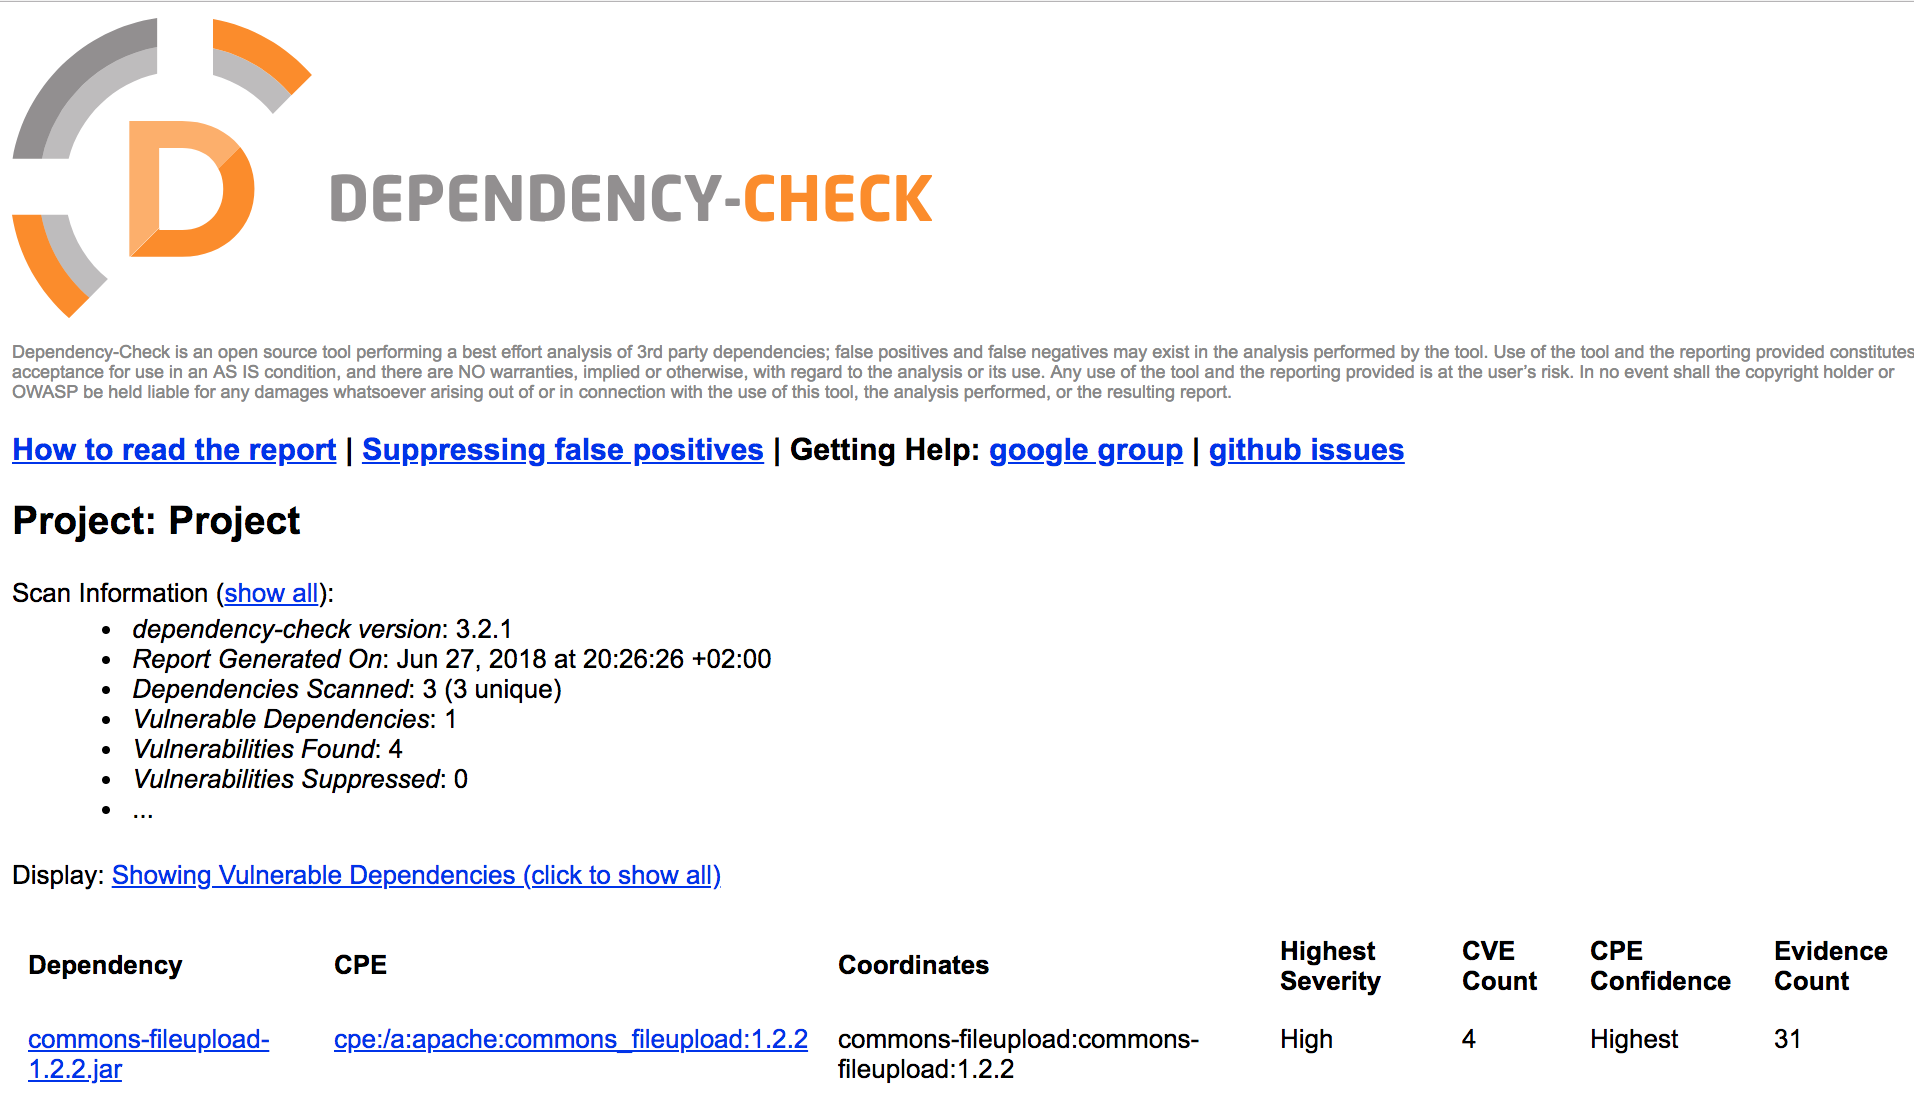 D
DEPENDENCY-CHECK
Dependency-Check is an open source tool performing a best effort analysis of 3rd party dependencies; false positives and false negatives may exist in the analysis performed by the tool. Use of the tool and the reporting provided constitutes
acceptance for use in an AS IS condition, and there are NO warranties, implied or otherwise, with regard to the analysis or its use. Any use of the tool and the reporting provided is at the user’s risk. In no event shall the copyright holder or
OWASP be held liable for any damages whatsoever arising out of or in connection with the use of this tool, the analysis performed, or the resulting report.
How to read the report | Suppressing false positives | Getting Help: google group | github issues
Project: Project
Scan Information (show all):
• dependency-check version: 3.2.1
• Report Generated On: Jun 27, 2018 at 20:26:26 +02:00
• Dependencies Scanned: 3 (3 unique)
• Vulnerable Dependencies: 1
• Vulnerabilities Found: 4
• Vulnerabilities Suppressed: 0
• ...
Display: Showing Vulnerable Dependencies (click to show all)
Dependency CPE Coordinates Highest Severity CVE Count CPE Confidence Evidence Count
commons-fileupload- cpe:/a:apache:commons_fileupload:1.2.2 commons-fileupload:commons- High 4 Highest 31
1.2.2.jar fileupload:1.2.2